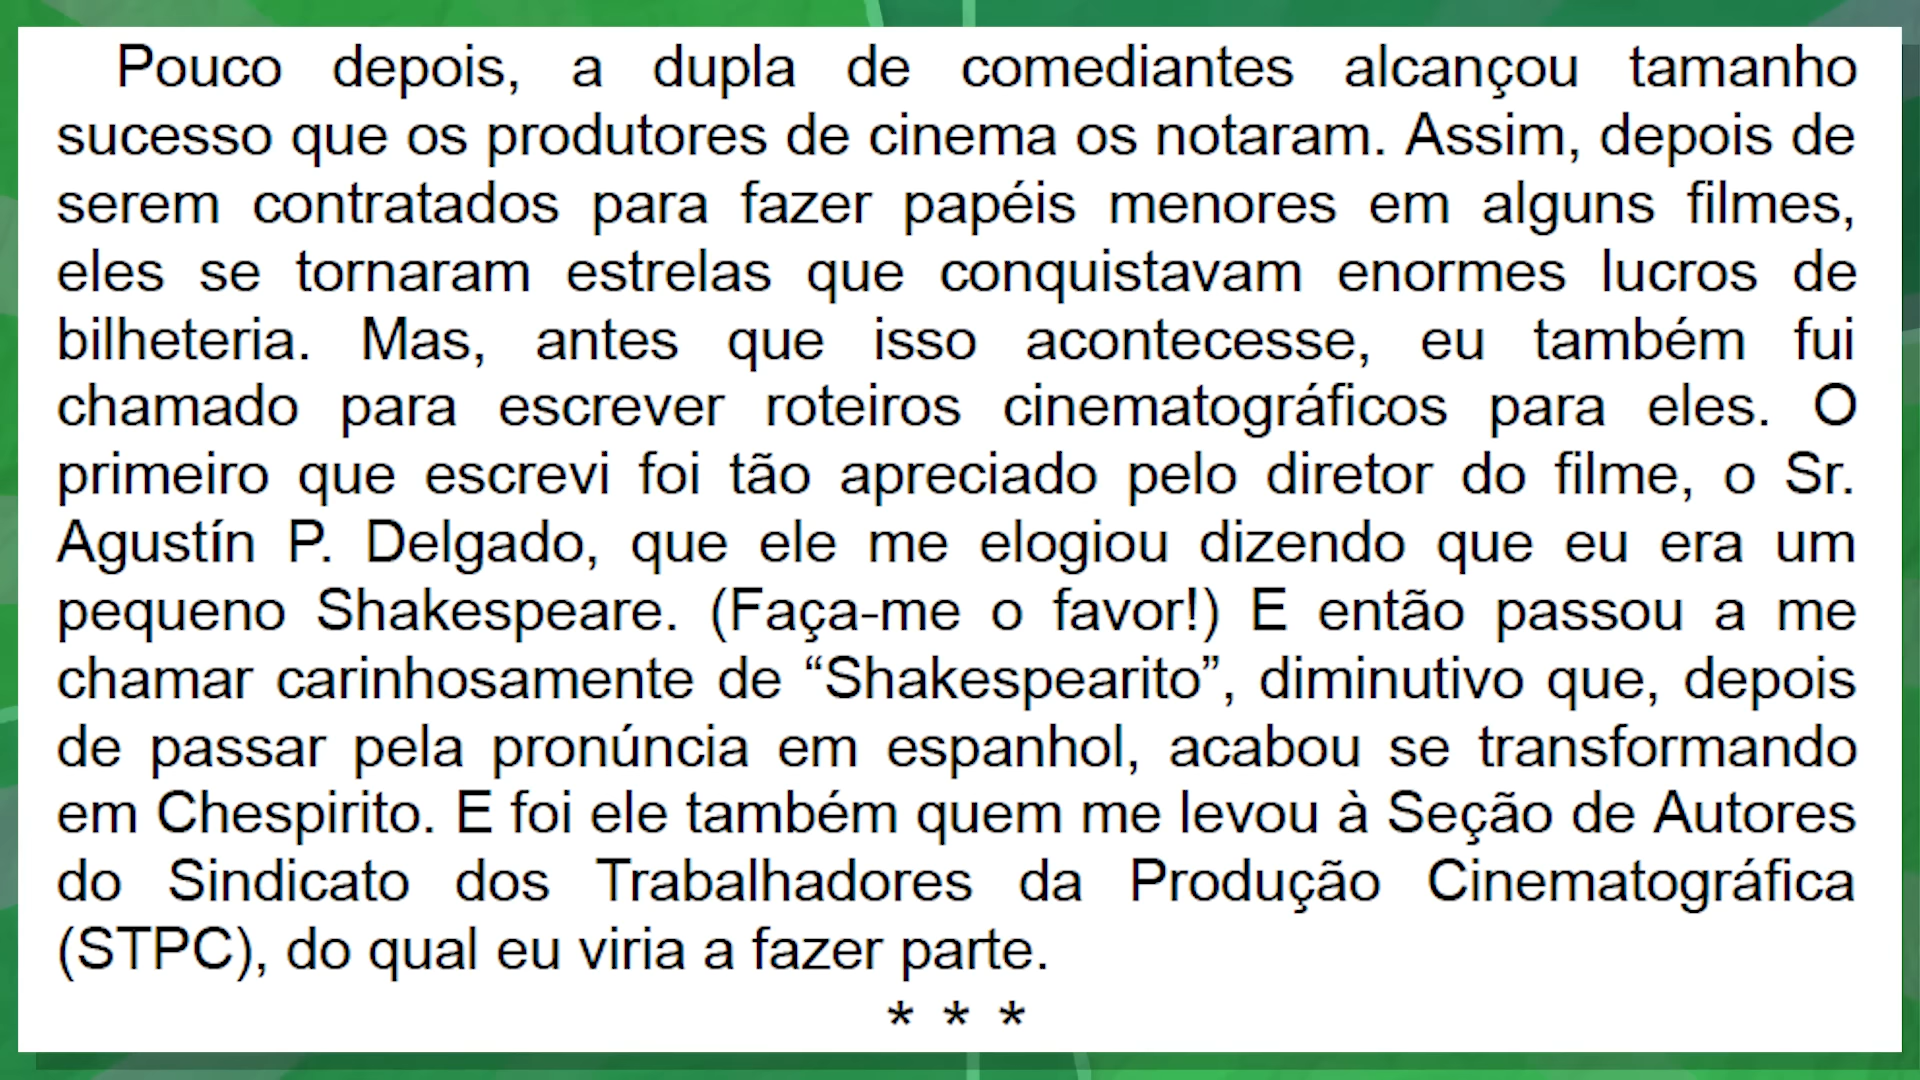 Pouco depois, a dupla de comediantes alcançou tamanho
sucesso que os produtores de cinema os notaram. Assim, depois de
serem contratados para fazer papéis menores em alguns filmes,
eles se tornaram estrelas que conquistavam enormes lucros de
bilheteria. Mas, antes que isso acontecesse, eu também fui
chamado para escrever roteiros cinematográficos para eles. O
primeiro que escrevi foi tão apreciado pelo diretor do filme, o Sr.
Agustín P. Delgado, que ele me elogiou dizendo que eu era um
pequeno Shakespeare. (Faça-me o favor!) E então passou a me
chamar carinhosamente de “Shakespearito”, diminutivo que, depois
de passar pela pronúncia em espanhol, acabou se transformando
em Chespirito. E foi ele também quem me levou à Seção de Autores
do Sindicato dos Trabalhadores da Produção Cinematográfica
(STPC), do qual eu viria a fazer parte.
* * *